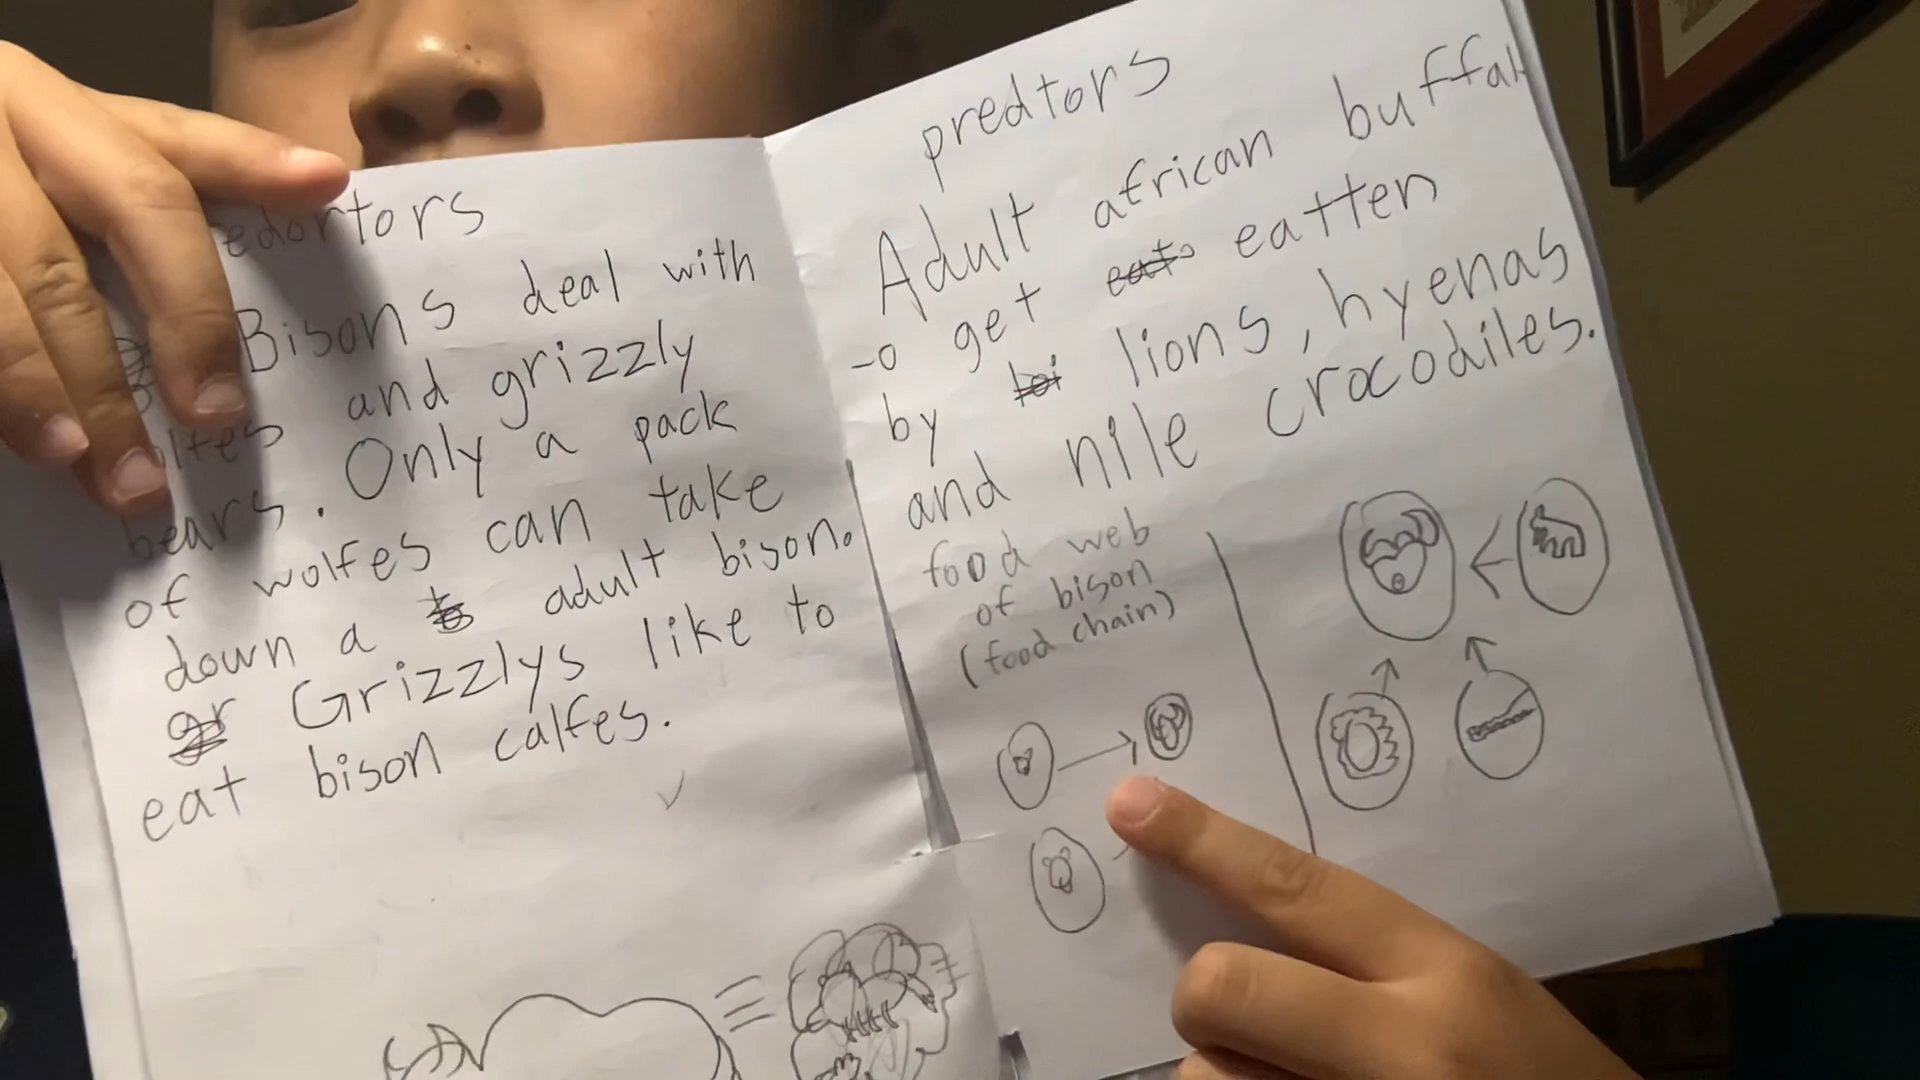 edortors
Bisons deal with
and grizzly
bears. Only a pack
of wolfes can take
down a adult bison.
Grizzlys like to
eat bison calfes.
predtors
Adult african buffal
-o get eats eatten
by loi lions, hyenas
and nile crocodiles.
food web
of bison
(food chain)